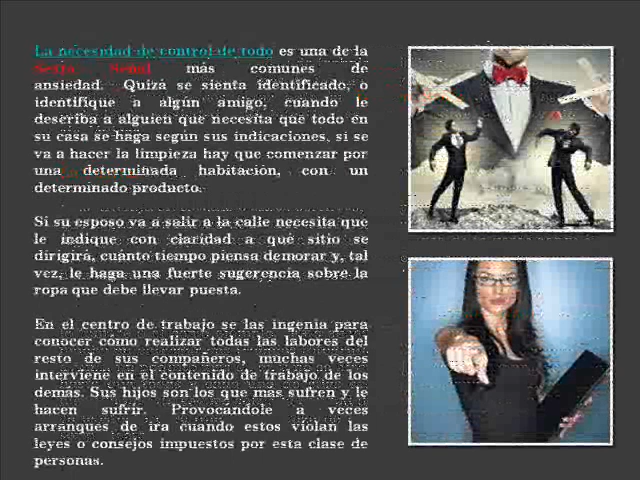 La necesidad de control de todo es una de la
Sexta Señal más comunes de
ansiedad. Quizá se sienta identificado, o
identifique a algún amigo, cuando le
describa a alguien que necesita que todo en
su casa se haga según sus indicaciones, si se
va a hacer la limpieza hay que comenzar por
una determinada habitación, con un
determinado producto.
Si su esposo va a salir a la calle necesita que
le indique con claridad a qué sitio se
dirigirá, cuánto tiempo piensa demorar y, tal
vez, le haga una fuerte sugerencia sobre la
ropa que debe llevar puesta.
En el centro de trabajo se las ingenia para
conocer cómo realizar todas las labores del
resto de sus compañeros, muchas veces
interviene en el contenido de trabajo de los
demás. Sus hijos son los que más sufren y le
hacen sufrir. Provocándole a veces
arranques de ira cuando estos violan las
leyes o consejos impuestos por esta clase de
personas.